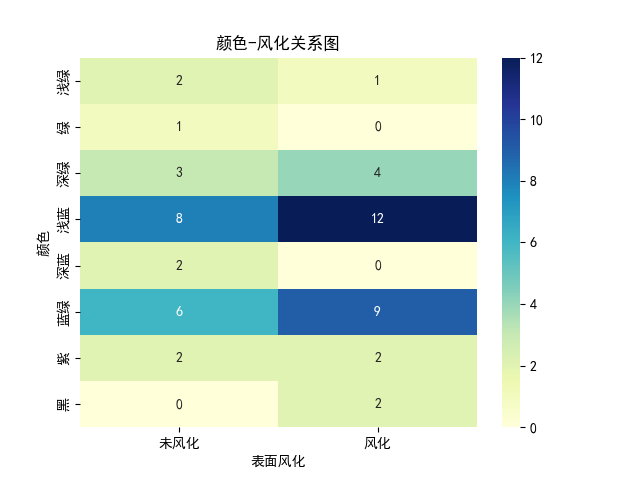 颜色-风化关系图
浅绿 2 1
绿 1 0
深绿 3 4
浅蓝 8 12
深蓝 2 0
蓝绿 6 9
紫 2 2
黑 0 2
颜色
未风化 风化
表面风化
12
10
8
6
4
2
0